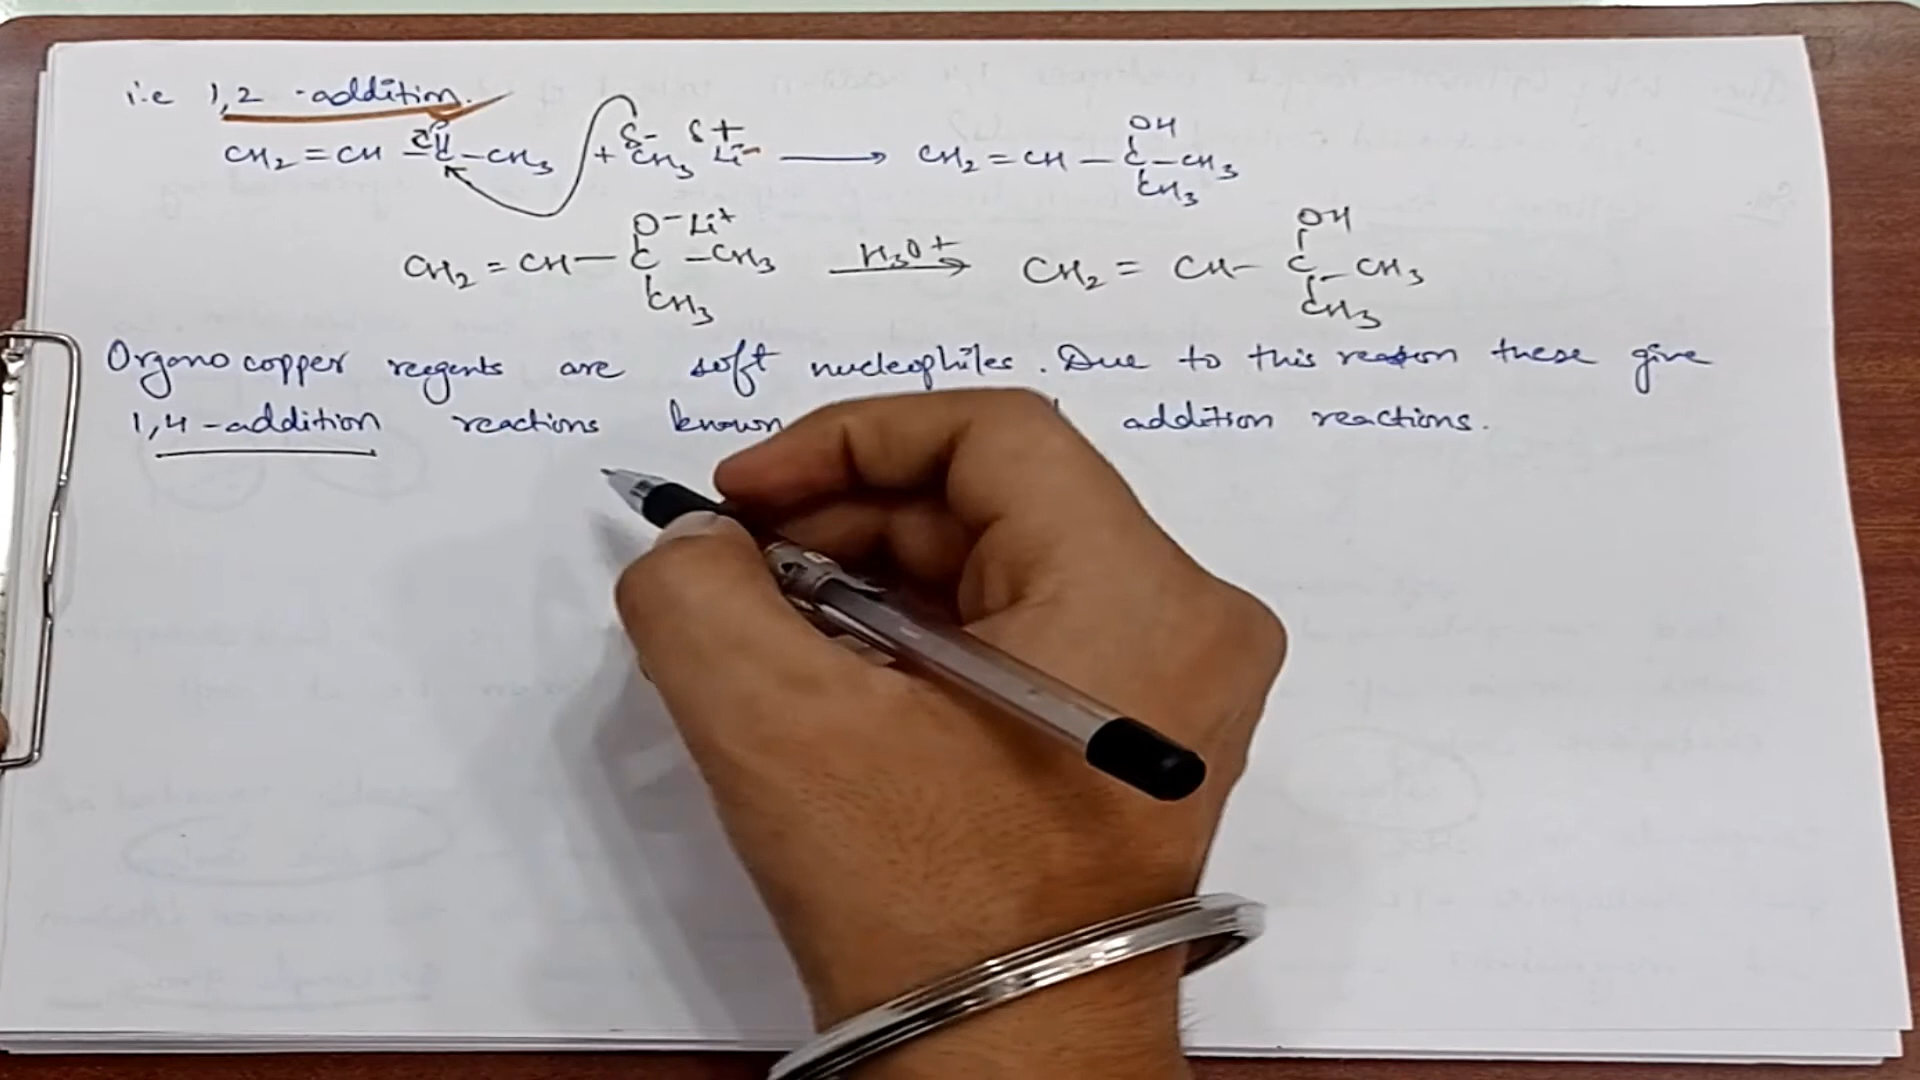 i.e 1,2 - addition.
O
CH2 = CH - C - CH3 + CH3 Li → CH2 = CH - C - CH3
δ- δ+ OH
CH3
O- Li+ OH
CH2 = CH - C - CH3 H3O+ → CH2 = CH - C - CH3
CH3 CH3
Organocopper reagents are soft nucleophiles. Due to this reason these give
1,4 - addition reactions known addition reactions.